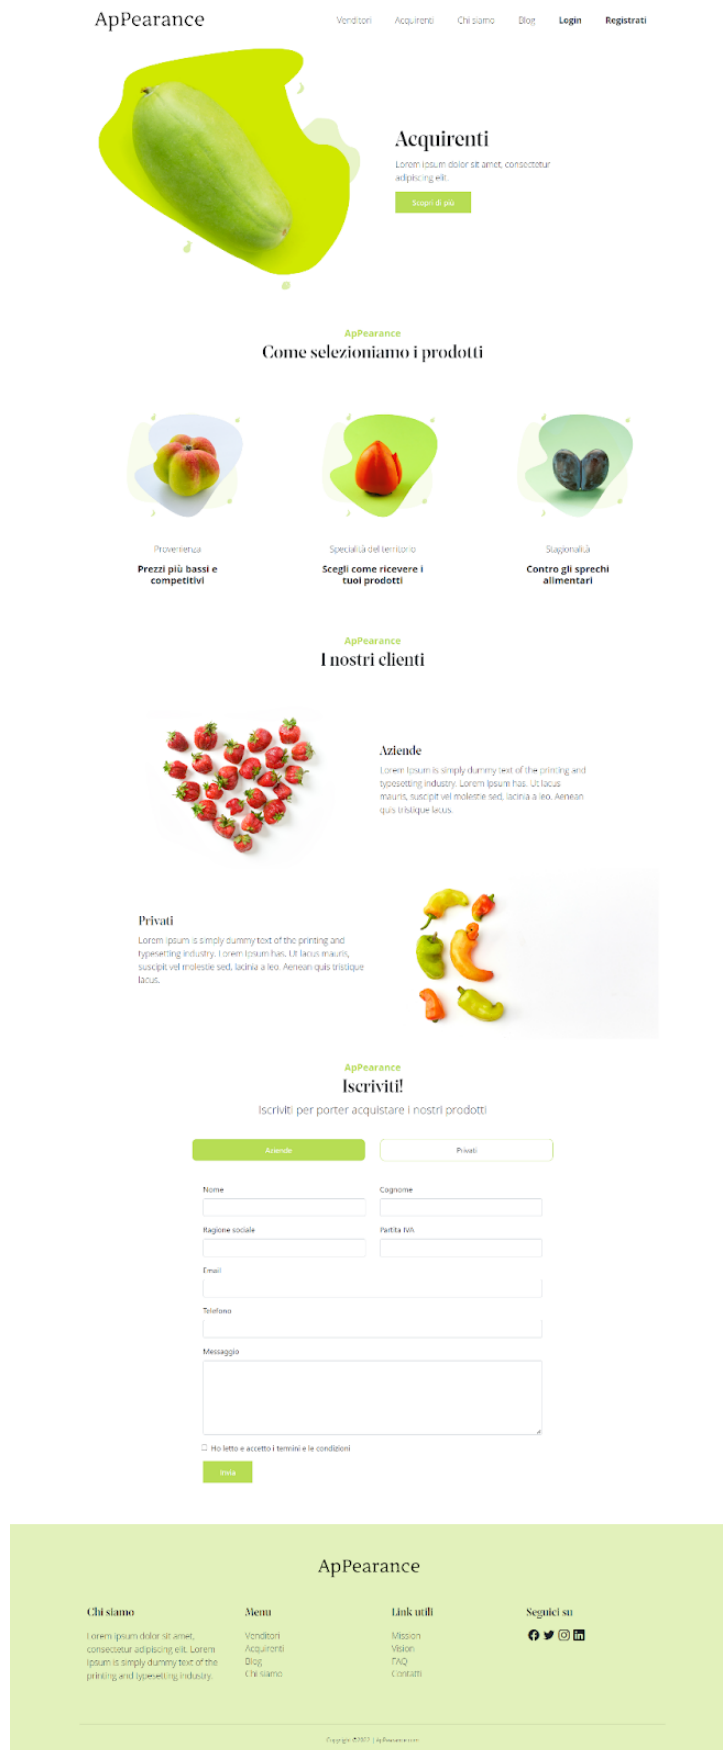 ApPearance
Venditori Acquirenti Chi siamo Blog Login Registrati
Acquirenti
Lorem ipsum dolor sit amet, consectetur
adipiscing elit.
Scopri di più
ApPearance
Come selezioniamo i prodotti
Provenienza
Prezzi più bassi e
competitivi
Specialità del territorio
Scegli come ricevere i
tuoi prodotti
Stagionalità
Contro gli sprechi
alimentari
ApPearance
I nostri clienti
Aziende
Lorem Ipsum is simply dummy text of the printing and
typesetting industry. Lorem Ipsum has. Ut lacus
mauris, suscipit vel molestie sed, lacinia a leo. Aenean
quis tristique lacus.
Privati
Lorem Ipsum is simply dummy text of the printing and
typesetting industry. Lorem Ipsum has. Ut lacus mauris,
suscipit vel molestie sed, lacinia a leo. Aenean quis tristique
lacus.
ApPearance
Iscriviti!
Iscriviti per porter acquistare i nostri prodotti
Aziende Privati
Nome Cognome
Ragione sociale Partita IVA
Email
Telefono
Messaggio
Ho letto e accetto i termini e le condizioni
Invia
ApPearance
Chi siamo
Lorem ipsum dolor sit amet,
consectetur adipiscing elit. Lorem
Ipsum is simply dummy text of the
printing and typesetting industry.
Menu
Venditori
Acquirenti
Blog
Chi siamo
Link utili
Mission
Vision
FAQ
Contatti
Seguici su
Copyright | ApPearance.com